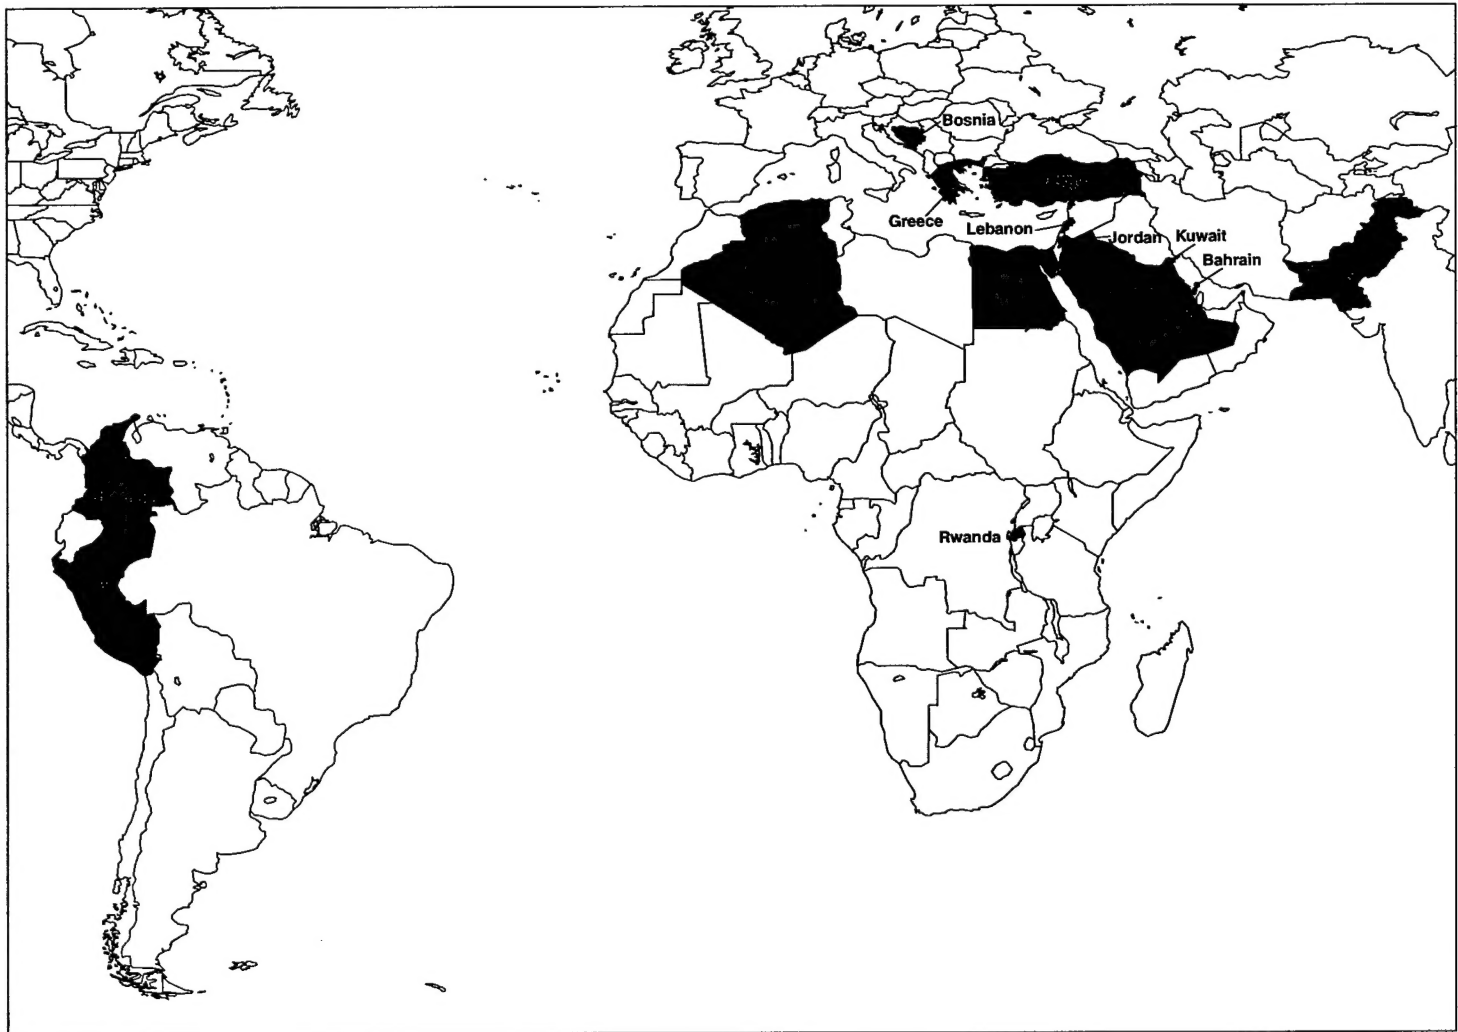 Bosnia
Greece
Lebanon
Jordan
Kuwait
Bahrain
Rwanda